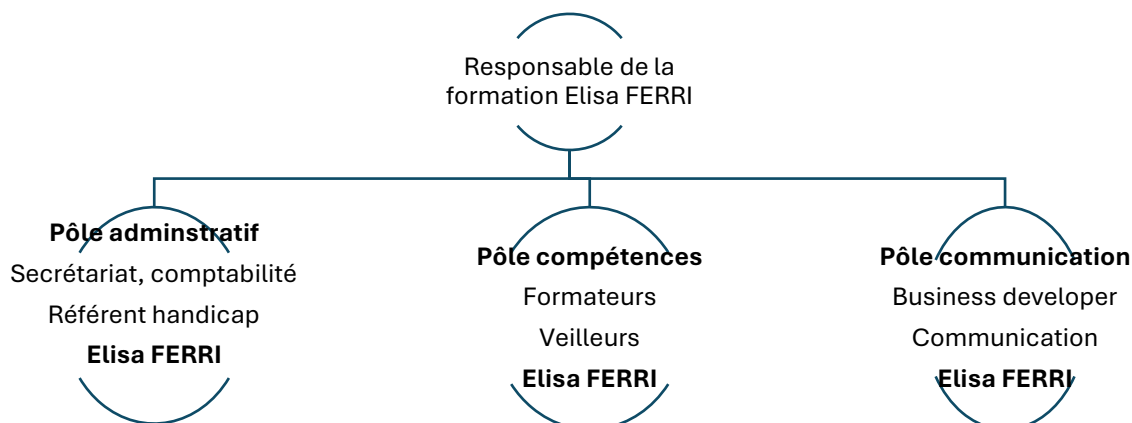 Responsable de la
formation Elisa FERRI
Pôle adminstratif
Secrétariat, comptabilité
Référent handicap
Elisa FERRI
Pôle compétences
Formateurs
Veilleurs
Elisa FERRI
Pôle communication
Business developer
Communication
Elisa FERRI